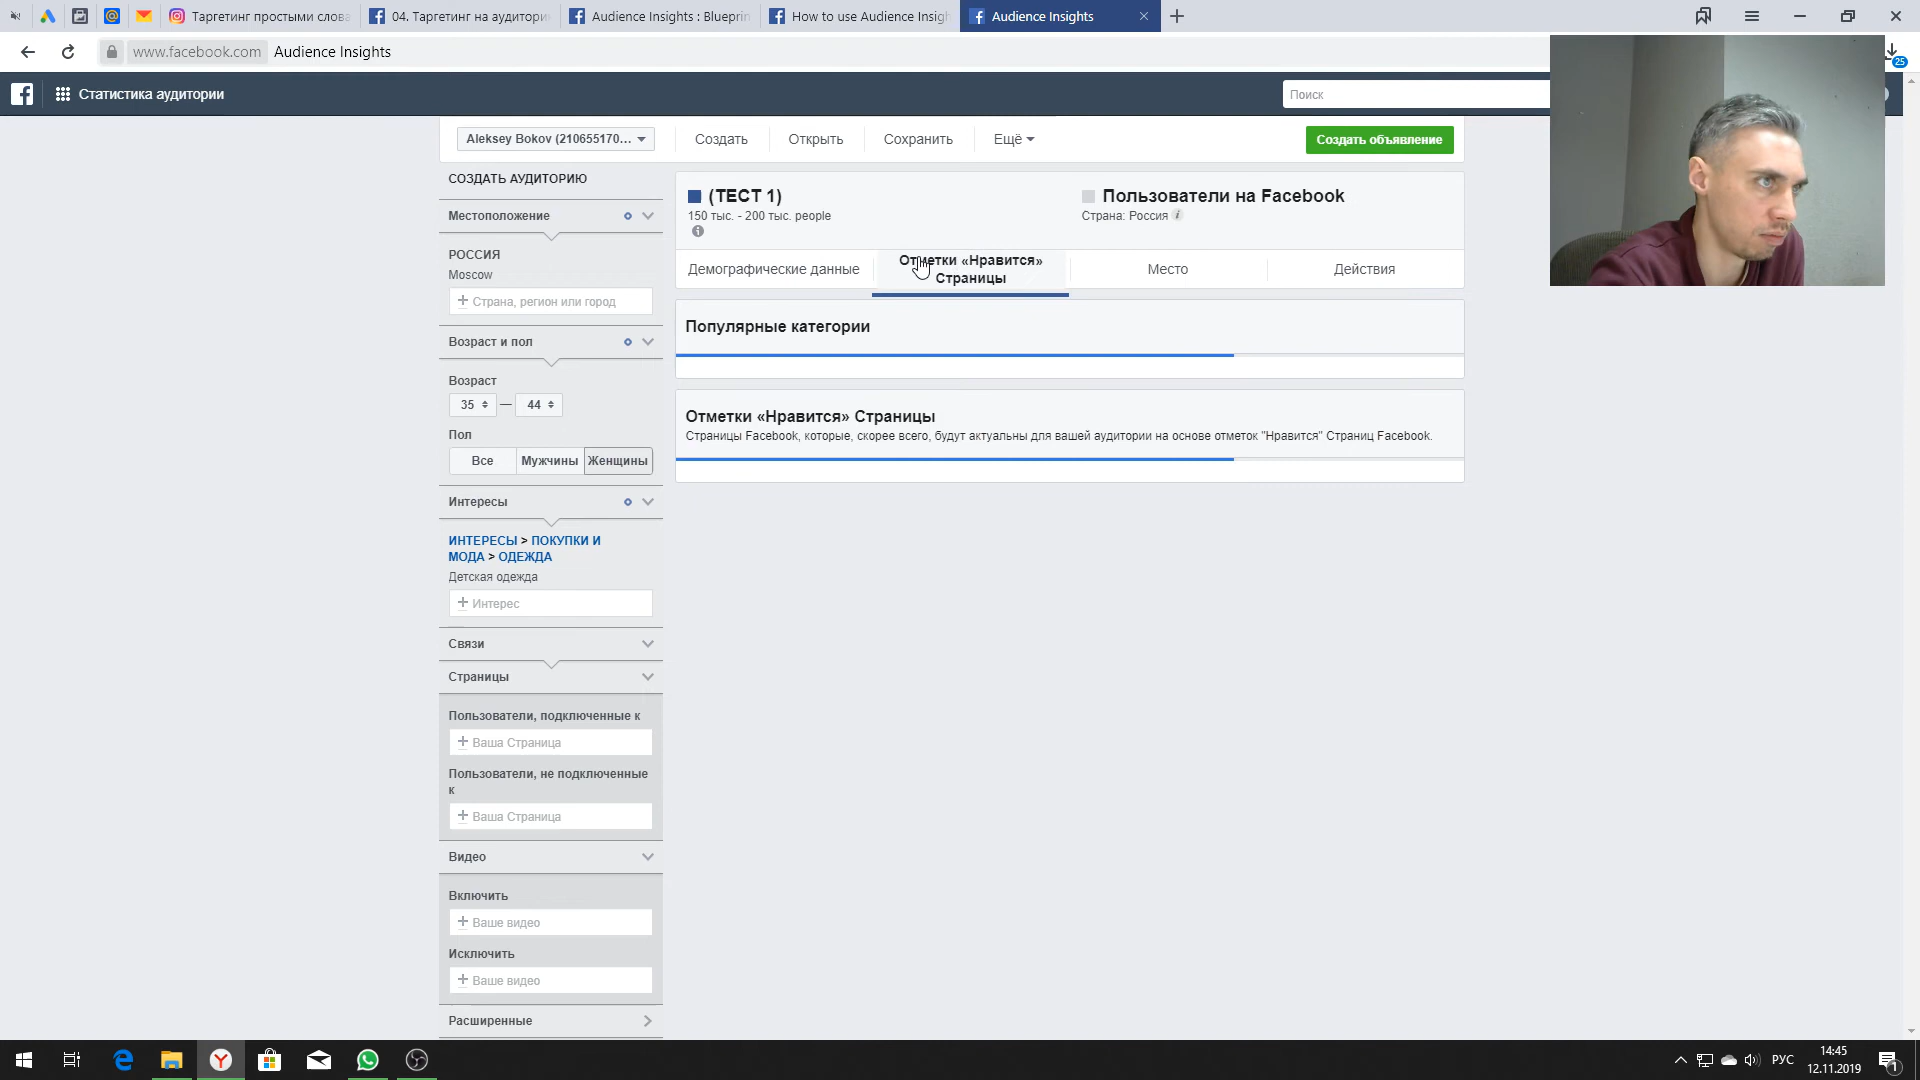 Таргетинг простыми слова
04. Таргетинг на аудитори
Audience Insights : Blueprin
How to use Audience Insigh
Audience Insights
www.facebook.com
Audience Insights
25
Статистика аудитории
Поиск
Aleksey Bokov (210655170...
Создать
Открыть
Сохранить
Ещё
Создать объявление
СОЗДАТЬ АУДИТОРИЮ
Местоположение
РОССИЯ
Moscow
+ Страна, регион или город
Возраст и пол
Возраст
35 — 44
Пол
Все
Мужчины
Женщины
Интересы
ИНТЕРЕСЫ > ПОКУПКИ И
МОДА > ОДЕЖДА
Детская одежда
+ Интерес
Связи
Страницы
Пользователи, подключенные к
+ Ваша Страница
Пользователи, не подключенные
к
+ Ваша Страница
Видео
Включить
+ Ваше видео
Исключить
+ Ваше видео
Расширенные
(ТЕСТ 1)
150 тыс. - 200 тыс. people
Пользователи на Facebook
Страна: Россия
Демографические данные
Отметки «Нравится»
Страницы
Место
Действия
Популярные категории
Отметки «Нравится» Страницы
Страницы Facebook, которые, скорее всего, будут актуальны для вашей аудитории на основе отметок "Нравится" Страниц Facebook.
РУС
14:45
12.11.2019
1